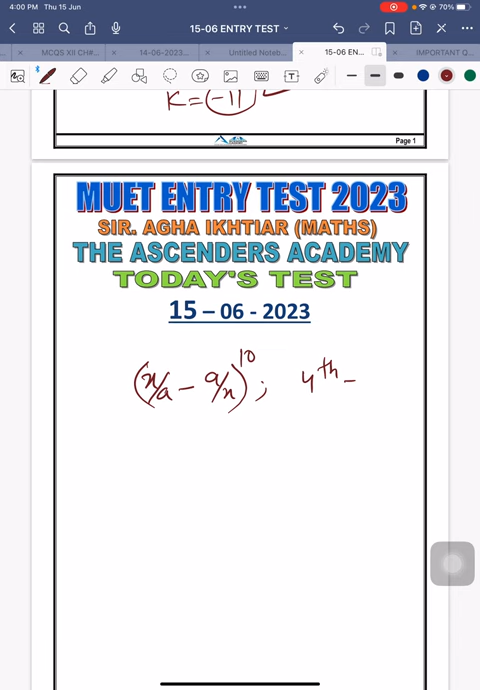 4:00 PM Thu 15 Jun
70%
15-06 ENTRY TEST
MCQS XII CH#...
14-06-2023...
Untitled Noteb...
15-06 EN...
IMPORTANT Q...
K = -11
Page 1
MUET ENTRY TEST 2023
SIR. AGHA IKHTIAR (MATHS)
THE ASCENDERS ACADEMY
TODAY'S TEST
15 – 06 - 2023
(x/a - a/x)^10 ; 4th -